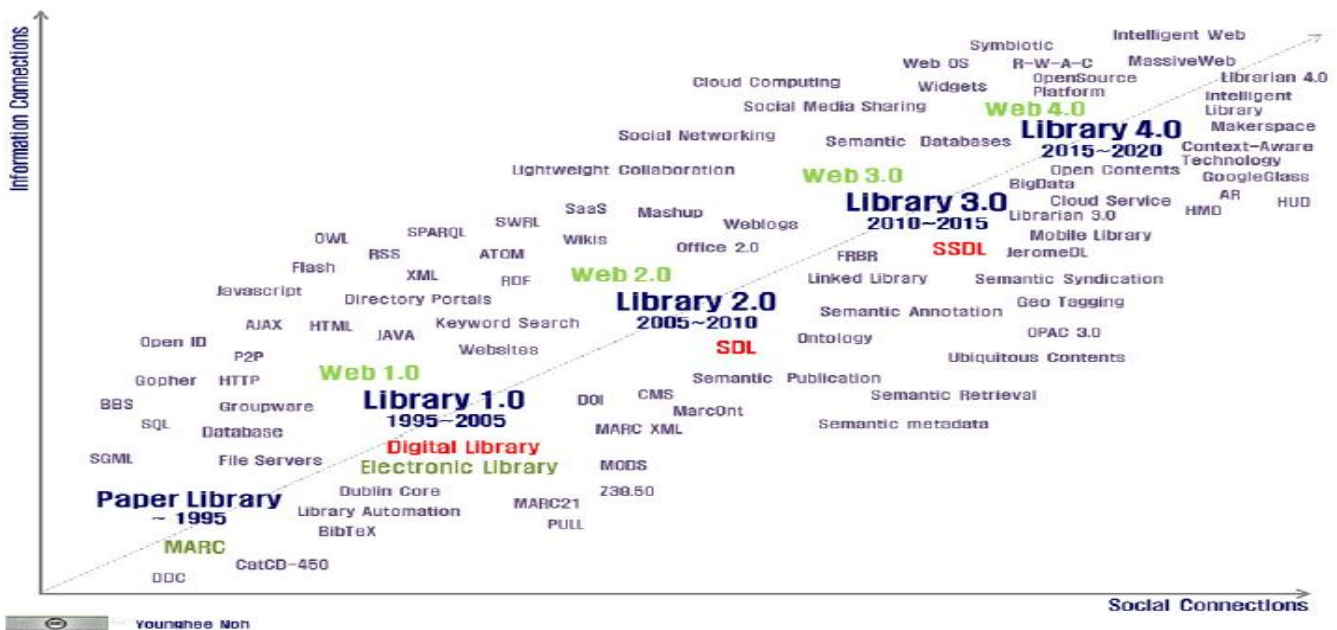 Information Connections
Intelligent Web
Symbiotic
Web OS
R-W-A-C
MassiveWeb
Cloud Computing
Widgets
OpenSource
Platform
Librarian 4.0
Social Media Sharing
Web 4.0
Intelligent
Library
Social Networking
Semantic Databases
Library 4.0
2015~2020
Makerspace
Context-Aware
Technology
Lightweight Collaboration
Web 3.0
Open Contents
GoogleGlass
BigData
Library 3.0
2010~2015
Cloud Service
AR
HUD
HMD
Librarian 3.0
SaaS
Mashup
SWRL
Weblogs
Mobile Library
OWL
SPARQL
Wikis
Office 2.0
SSDL
JeromeDL
RSS
ATOM
FRBR
Flash
XML
RDF
Web 2.0
Linked Library
Semantic Syndication
Javascript
Directory Portals
Library 2.0
2005~2010
Semantic Annotation
Geo Tagging
AJAX
HTML
JAVA
Keyword Search
Open ID
Websites
SDL
Ontology
OPAC 3.0
P2P
Ubiquitous Contents
Gopher
HTTP
Web 1.0
Semantic Publication
BBS
Groupware
Library 1.0
1995~2005
DOI
CMS
MarcOnt
Semantic Retrieval
SQL
Database
MARC XML
Semantic metadata
Digital Library
SGML
File Servers
Electronic Library
MODS
Paper Library
~ 1995
Dublin Core
Z39.50
Library Automation
MARC21
BibTeX
PULL
MARC
CatCD-450
DDC
Social Connections
cc
Younghee Noh